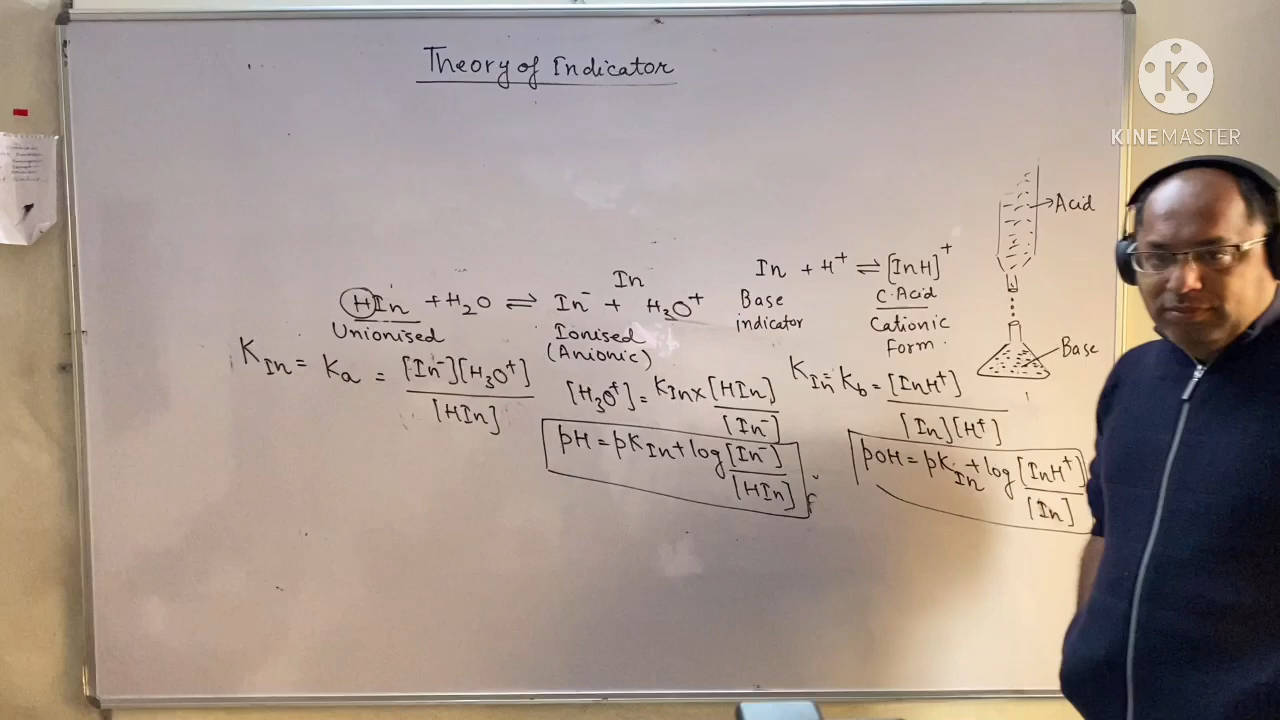 Theory of Indicator
KINEMASTER
Acid
Base
HIn + H₂O ⇌ In⁻ + H₃O⁺
In
Unionised
Ionised
(Anionic)
K_In = K_a = [In⁻][H₃O⁺] / [HIn]
[H₃O⁺] = K_In × [HIn] / [In⁻]
pH = pK_In + log [In⁻] / [HIn]
In + H⁺ ⇌ [InH]⁺
Base
indicator
C.Acid
Cationic
Form.
K_In = K_b = [InH⁺] / [In][H⁺]
pOH = pK_In + log [InH⁺] / [In]